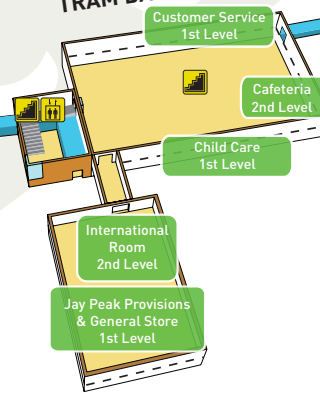 TRAM
Customer Service
1st Level
Cafeteria
2nd Level
Child Care
1st Level
International
Room
2nd Level
Jay Peak Provisions
& General Store
1st Level